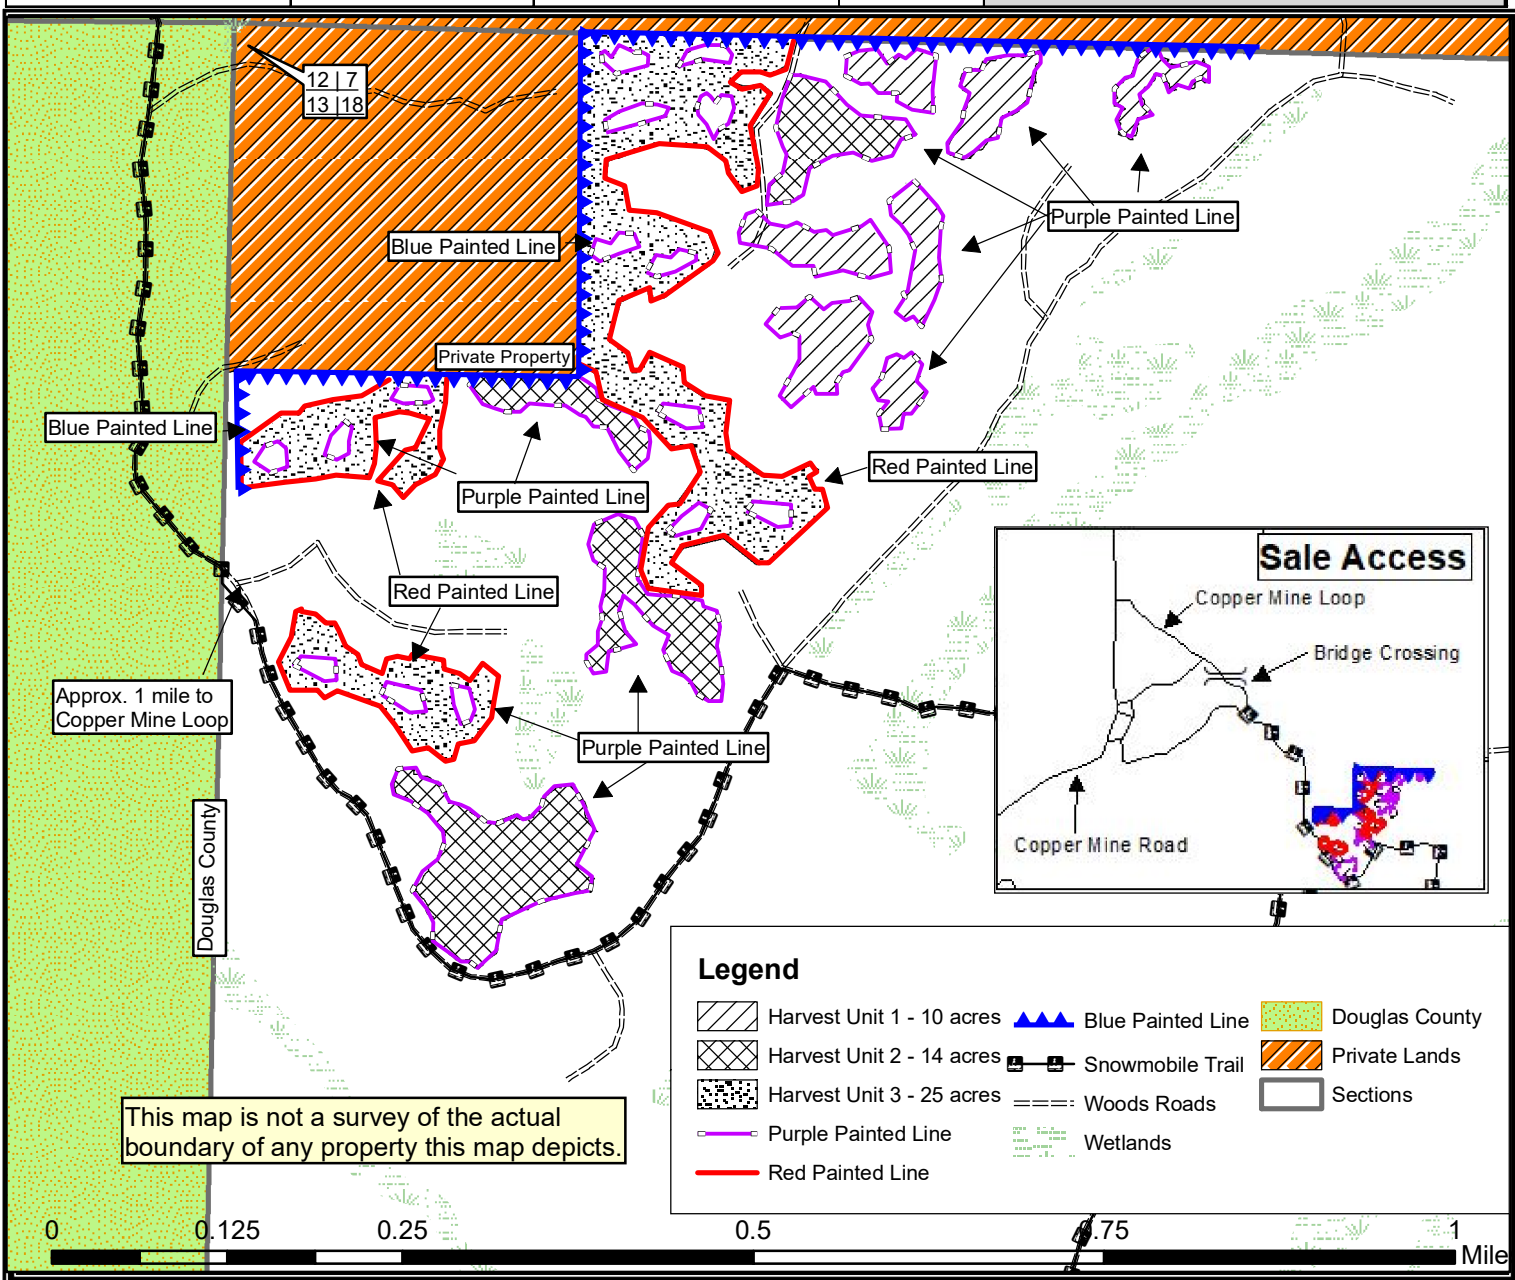 12 | 7
13 |18
Purple Painted Line
Blue Painted Line
Private Property
Blue Painted Line
Red Painted Line
Purple Painted Line
Red Painted Line
Approx. 1 mile to
Copper Mine Loop
Purple Painted Line
Douglas County
Sale Access
Copper Mine Loop
Bridge Crossing
Copper Mine Road
Legend
Harvest Unit 1 - 10 acres
Harvest Unit 2 - 14 acres
Harvest Unit 3 - 25 acres
Purple Painted Line
Red Painted Line
Blue Painted Line
Snowmobile Trail
Woods Roads
Wetlands
Douglas County
Private Lands
Sections
This map is not a survey of the actual
boundary of any property this map depicts.
0 0.125 0.25 0.5 .75 1
Mile